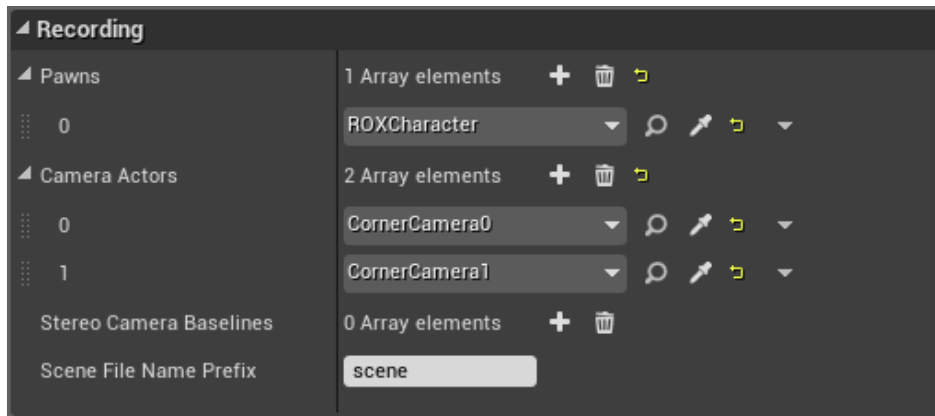 Recording
Pawns 1 Array elements
0 ROXCharacter
Camera Actors 2 Array elements
0 CornerCamera0
1 CornerCamera1
Stereo Camera Baselines 0 Array elements
Scene File Name Prefix scene